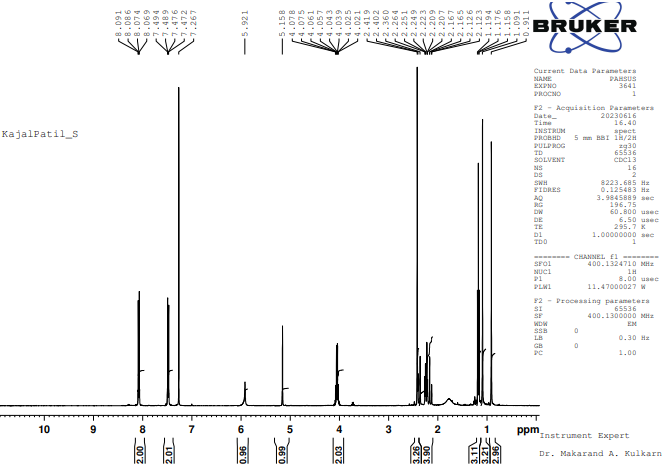 8.091
8.086
8.074
8.069
7.494
7.489
7.476
7.472
7.267
5.921
5.158
4.078
4.075
4.061
4.057
4.043
4.039
4.025
4.021
2.419
2.402
2.360
2.264
2.251
2.249
2.223
2.209
2.207
2.167
2.165
2.126
2.123
1.194
1.176
1.158
1.091
0.911
BRUKER
KajalPatil_S
Current Data Parameters
NAME PAHSUS
EXPNO 3641
PROCNO 1
F2 - Acquisition Parameters
Date_ 20230616
Time 16.40
INSTRUM spect
PROBHD 5 mm BBI 1H/2H
PULPROG zg30
TD 65536
SOLVENT CDCl3
NS 16
DS 2
SWH 8223.685 Hz
FIDRES 0.125483 Hz
AQ 3.9845889 sec
RG 196.75
DW 60.800 usec
DE 6.50 usec
TE 295.7 K
D1 1.00000000 sec
TD0 1
======== CHANNEL f1 ========
SFO1 400.1324710 MHz
NUC1 1H
P1 8.00 usec
PLW1 11.47000027 W
F2 - Processing parameters
SI 65536
SF 400.1300000 MHz
WDW EM
SSB 0
LB 0.30 Hz
GB 0
PC 1.00
10 9 8 7 6 5 4 3 2 1 ppm
2.00
2.01
0.96
0.99
2.03
3.26
3.90
3.11
3.21
2.96
Instrument Expert
Dr. Makarand A. Kulkarn